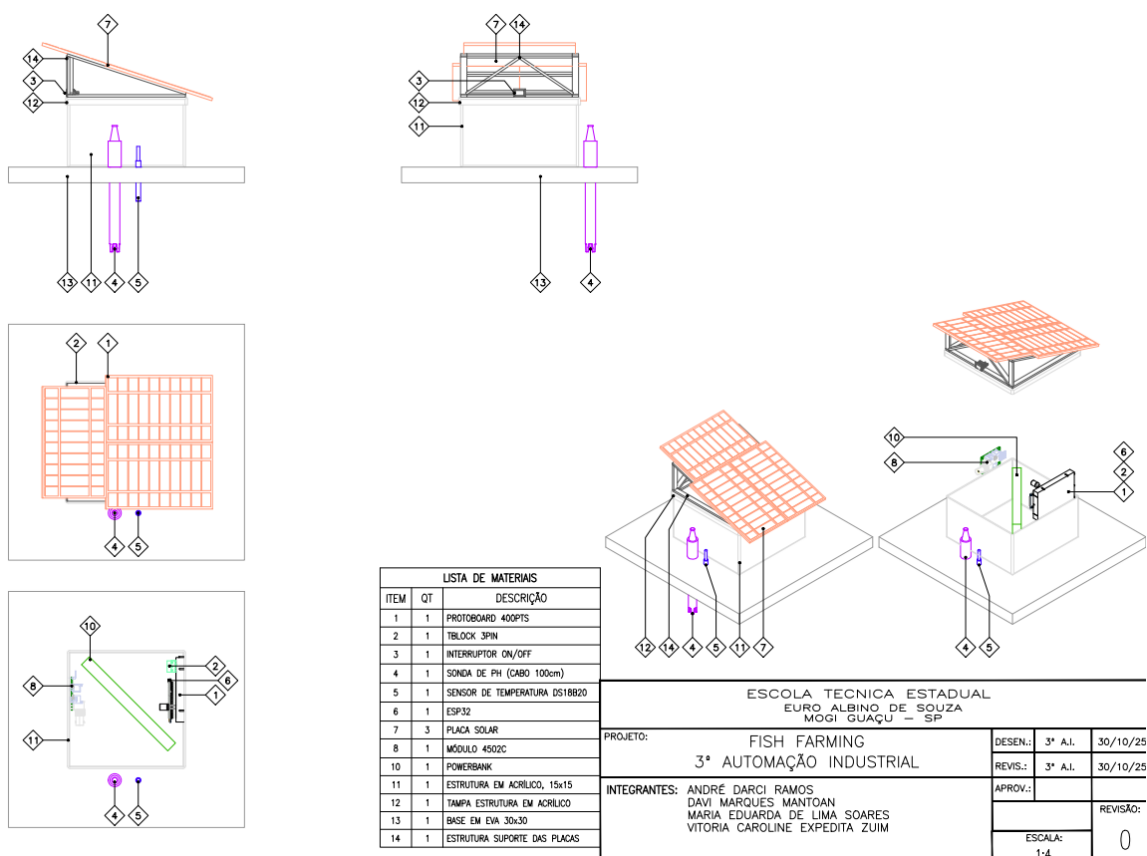 7
14
3
12
13
11
4
5
7
14
3
12
11
13
4
2
1
4
5
10
8
6
2
1
4
5
12
14
4
5
11
7
10
2
8
6
1
11
4
5
LISTA DE MATERIAIS
ITEM QT DESCRIÇÃO
1 1 PROTOBOARD 400PTS
2 1 TBLOCK 3PIN
3 1 INTERRUPTOR ON/OFF
4 1 SONDA DE PH (CABO 100cm)
5 1 SENSOR DE TEMPERATURA DS18B20
6 1 ESP32
7 3 PLACA SOLAR
8 1 MÓDULO 4502C
10 1 POWERBANK
11 1 ESTRUTURA EM ACRÍLICO, 15x15
12 1 TAMPA ESTRUTURA EM ACRÍLICO
13 1 BASE EM EVA 30x30
14 1 ESTRUTURA SUPORTE DAS PLACAS
ESCOLA TECNICA ESTADUAL
EURO ALBINO DE SOUZA
MOGI GUAÇU - SP
PROJETO: FISH FARMING
3ª AUTOMAÇÃO INDUSTRIAL
DESEN.: 3ª A.I. 30/10/25
REVIS.: 3ª A.I. 30/10/25
APROV.:
INTEGRANTES: ANDRÉ DARCI RAMOS
DAVI MARQUES MANTOAN
MARIA EDUARDA DE LIMA SOARES
VITORIA CAROLINE EXPEDITA ZUIM
REVISÃO:
0
ESCALA:
1:4